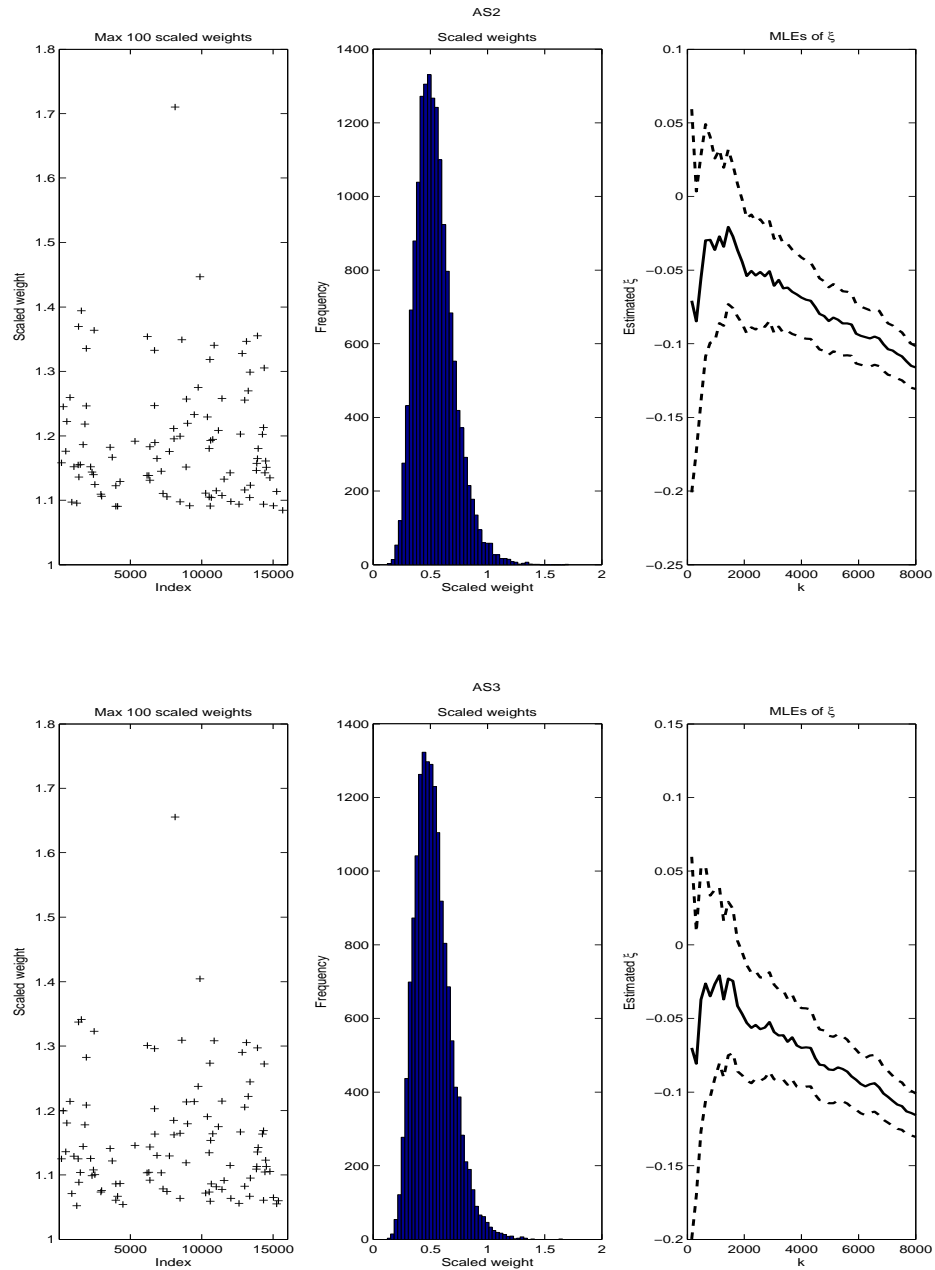 AS2
Max 100 scaled weights
1.8
1.7
1.6
1.5
1.4
1.3
1.2
1.1
1
5000 10000 15000
Index
Scaled weight
Scaled weights
1400
1200
1000
800
600
400
200
0
0 0.5 1 1.5 2
Scaled weight
Frequency
MLEs of ξ
0.1
0.05
0
−0.05
−0.1
−0.15
−0.2
−0.25
0 2000 4000 6000 8000
k
Estimated ξ
AS3
Max 100 scaled weights
1.8
1.7
1.6
1.5
1.4
1.3
1.2
1.1
1
5000 10000 15000
Index
Scaled weight
Scaled weights
1400
1200
1000
800
600
400
200
0
0 0.5 1 1.5 2
Scaled weight
Frequency
MLEs of ξ
0.15
0.1
0.05
0
−0.05
−0.1
−0.15
−0.2
0 2000 4000 6000 8000
k
Estimated ξ